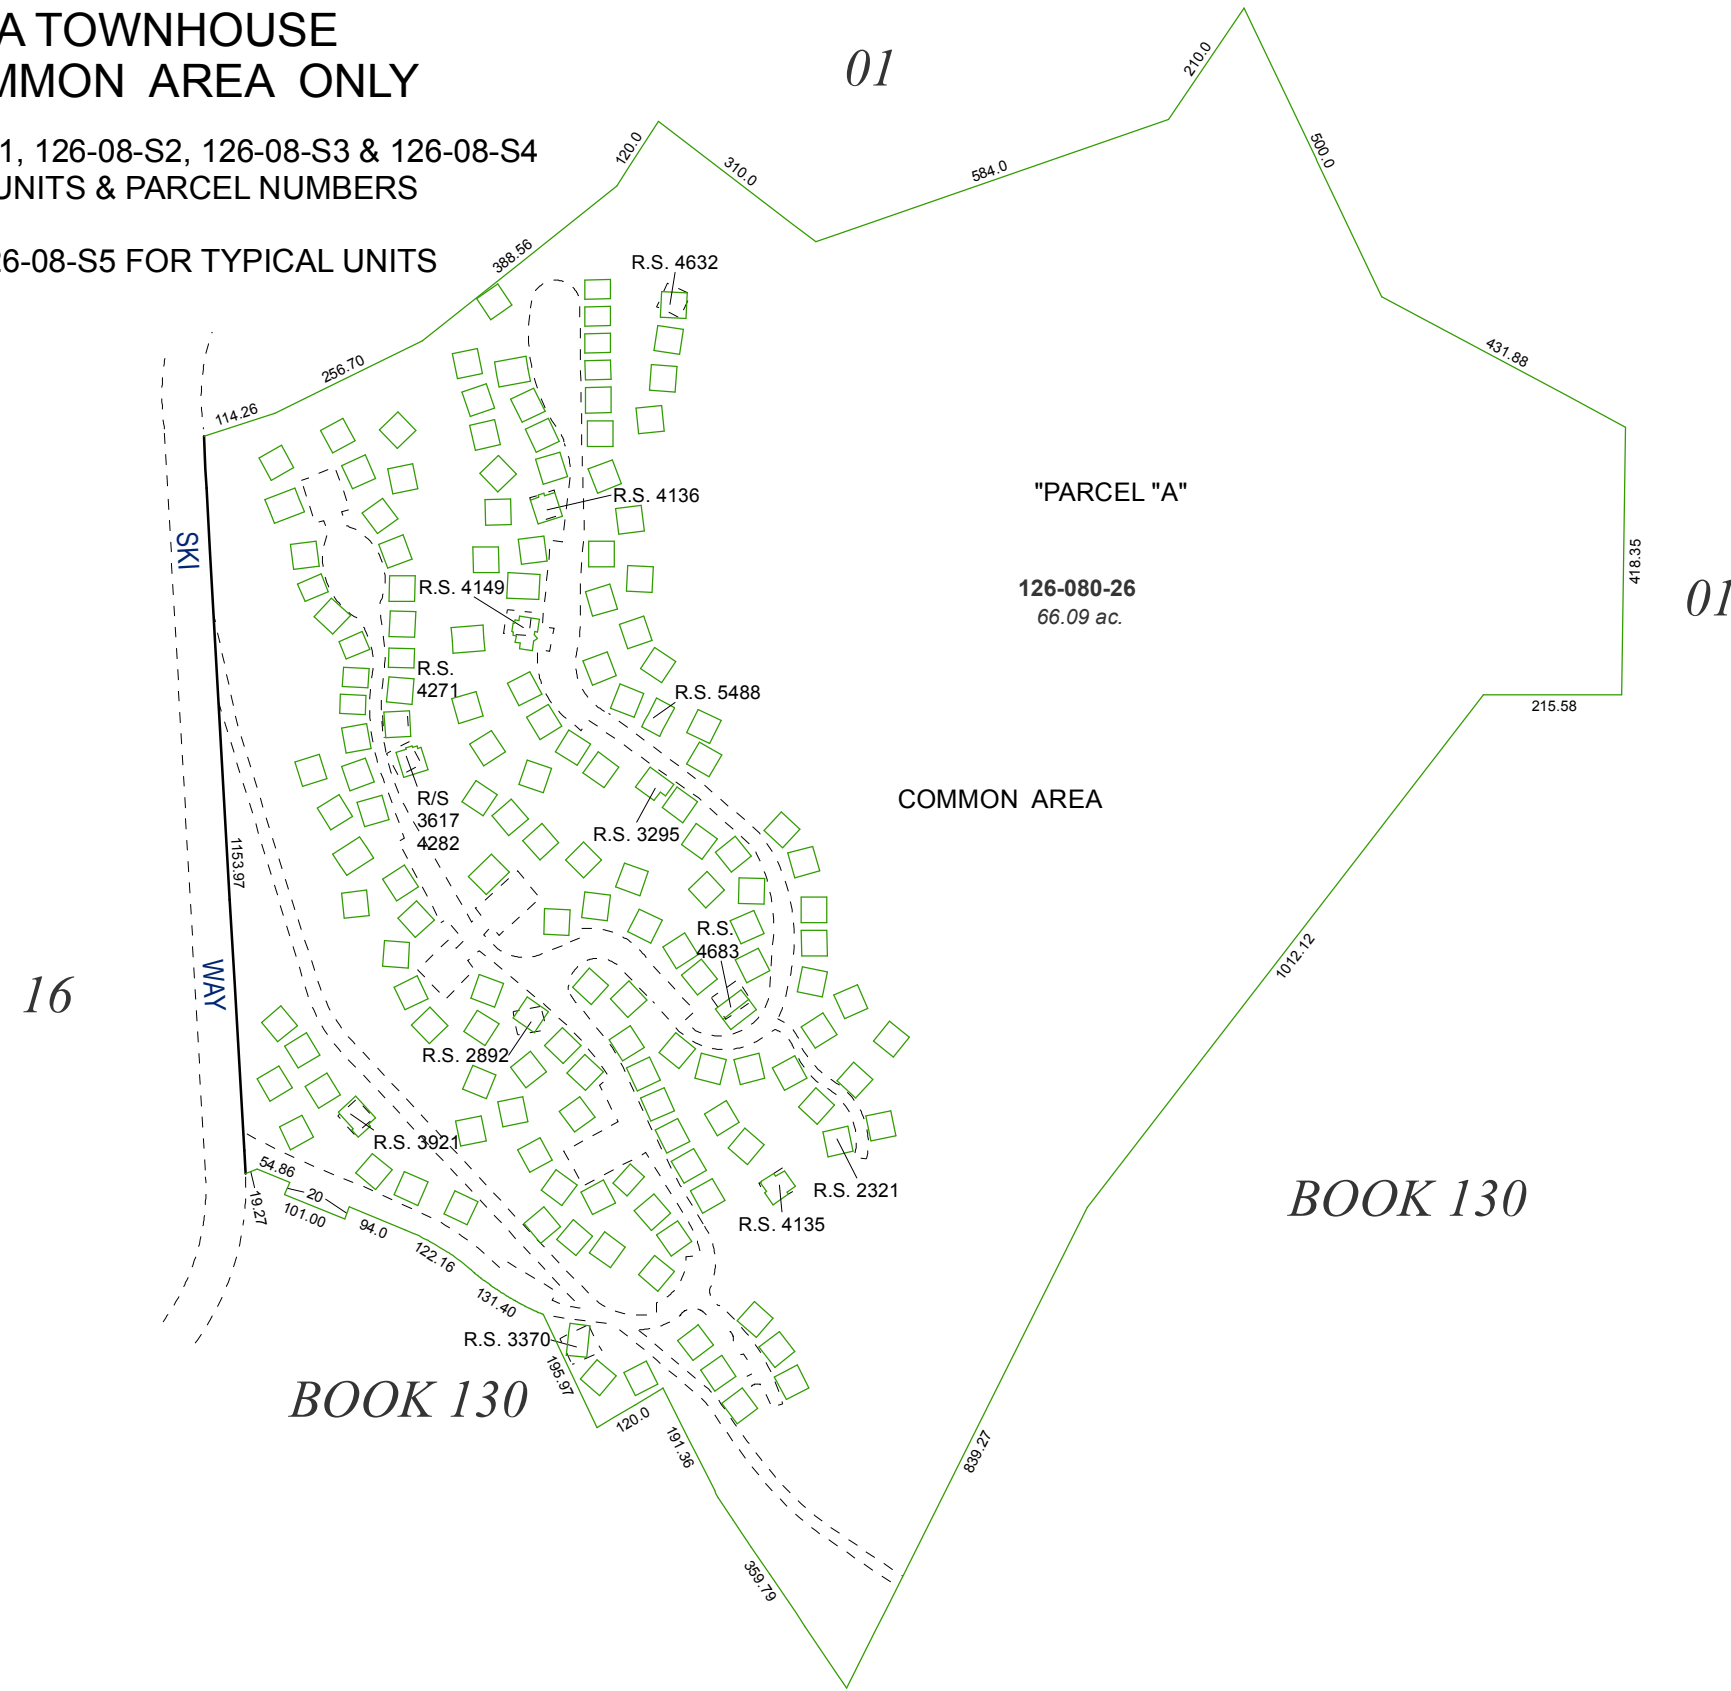 A TOWNHOUSE
MMON AREA ONLY
1, 126-08-S2, 126-08-S3 & 126-08-S4
UNITS & PARCEL NUMBERS
26-08-S5 FOR TYPICAL UNITS
01
210.0
500.0
120.0
310.0
584.0
388.56
R.S. 4632
256.70
431.88
114.26
R.S. 4136
"PARCEL "A"
SKI
418.35
R.S. 4149
126-080-26
66.09 ac.
01
R.S.
4271
R.S. 5488
215.58
R/S
3617
4282
R.S. 3295
COMMON AREA
1153.97
R.S.
4683
1012.12
16
WAY
R.S. 2892
R.S. 3921
54.86
19.27
20
101.00
94.0
122.16
131.40
R.S. 2321
R.S. 4135
BOOK 130
R.S. 3370
195.97
BOOK 130
120.0
191.36
839.27
359.79